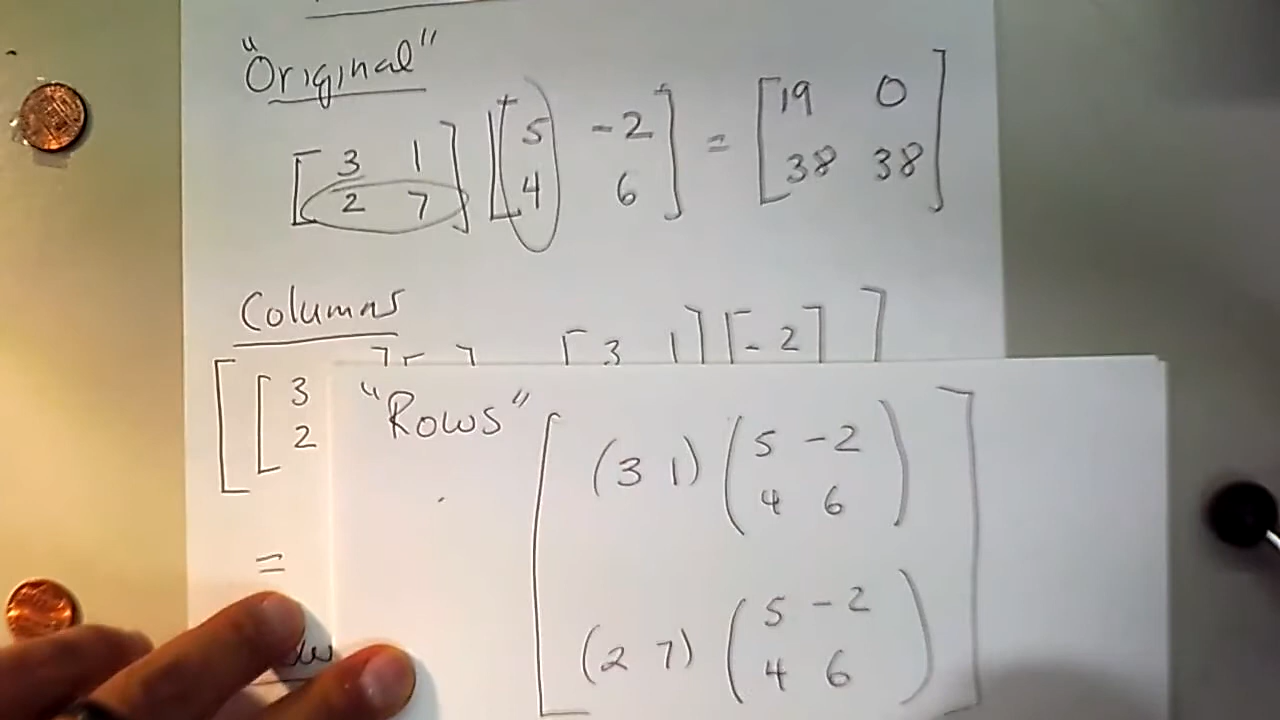 "Original"
[3 1
2 7] [5 -2
4 6] = [19 0
38 38]
Columns
[[3
2
[3 1][-2] ]
=
"Rows"
[(3 1)(5 -2
4 6)
(2 7)(5 -2
4 6)]